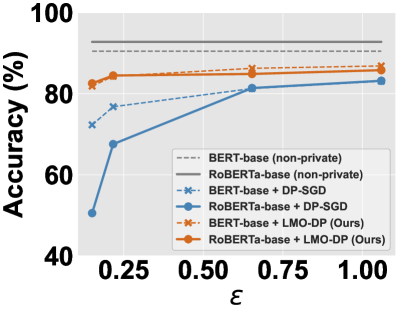 100
80
60
40
Accuracy (%)
BERT-base (non-private)
RoBERTa-base (non-private)
BERT-base + DP-SGD
RoBERTa-base + DP-SGD
BERT-base + LMO-DP (Ours)
RoBERTa-base + LMO-DP (Ours)
0.25 0.50 0.75 1.00
ε